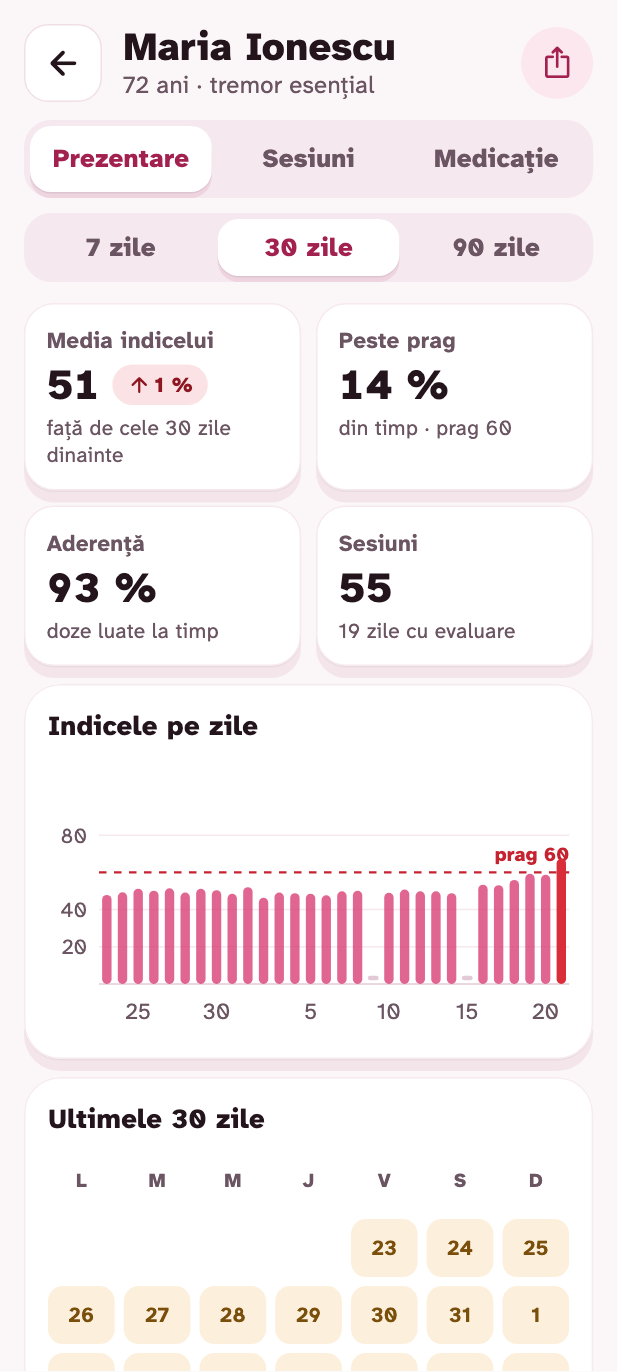 Maria Ionescu
72 ani · tremor esențial
Prezentare Sesiuni Medicație
7 zile 30 zile 90 zile
Media indicelui
51 ↑ 1 %
față de cele 30 zile
dinainte
Peste prag
14 %
din timp · prag 60
Aderență
93 %
doze luate la timp
Sesiuni
55
19 zile cu evaluare
Indicele pe zile
80
prag 60
40
20
25 30 5 10 15 20
Ultimele 30 zile
L M M J V S D
23 24 25
26 27 28 29 30 31 1